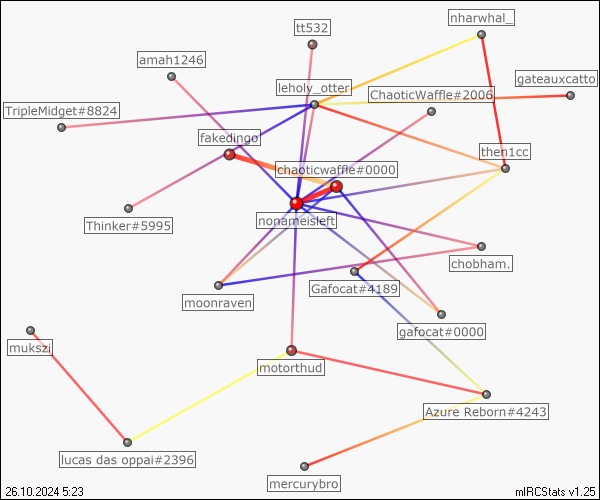 nharwhal_
tt532
amah1246
gateauxcatto
leholy_otter
ChaoticWaffle#2006
TripleMidget#8824
fakedingo
then1cc
chaoticwaffle#0000
Thinker#5995
nonameisleft
chobham.
Gafocat#4189
moonraven
gafocat#0000
mukszi
motorthud
Azure Reborn#4243
lucas das oppai#2396
mercurybro
26.10.2024 5:23
mIRCStats v1.25